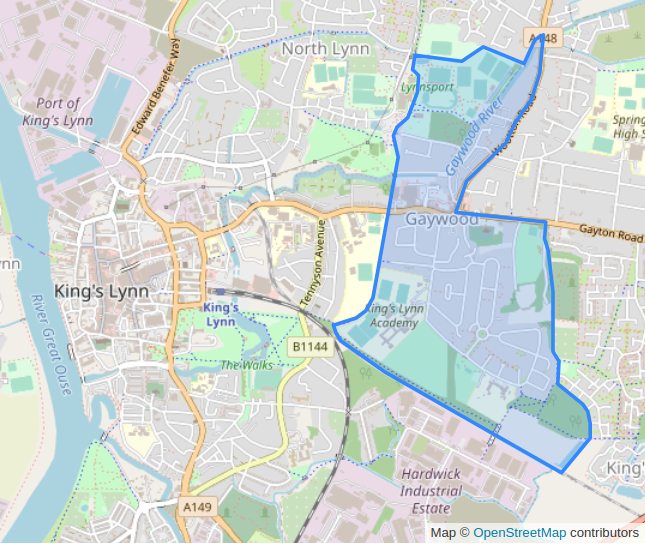 North Lynn
A148
Lynnsport
Edward Benefer Way
Port of
King's Lynn
Gaywood River
Wootton Road
Gaywood
Gayton Road
Tennyson Avenue
King's Lynn
King's
Lynn
River Great Ouse
King's Lynn
Academy
B1144
The Walks
Hardwick
Industrial
Estate
A149
King's
Map © OpenStreetMap contributors